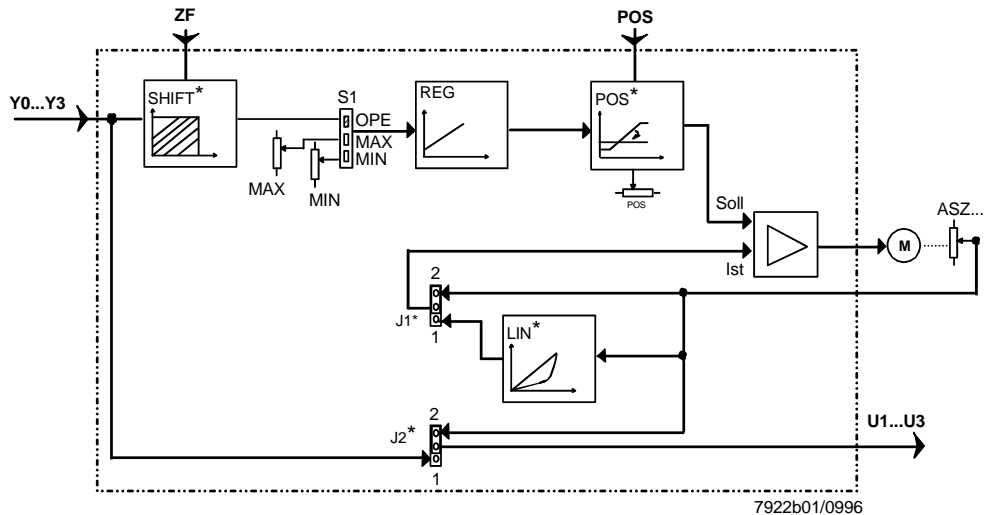 ZF
POS
Y0...Y3
SHIFT*
S1
OPE
MAX
MIN
MAX
MIN
REG
POS*
POS
Soll
Ist
ASZ...
M
2
J1*
1
LIN*
2
J2*
1
U1...U3
7922b01/0996